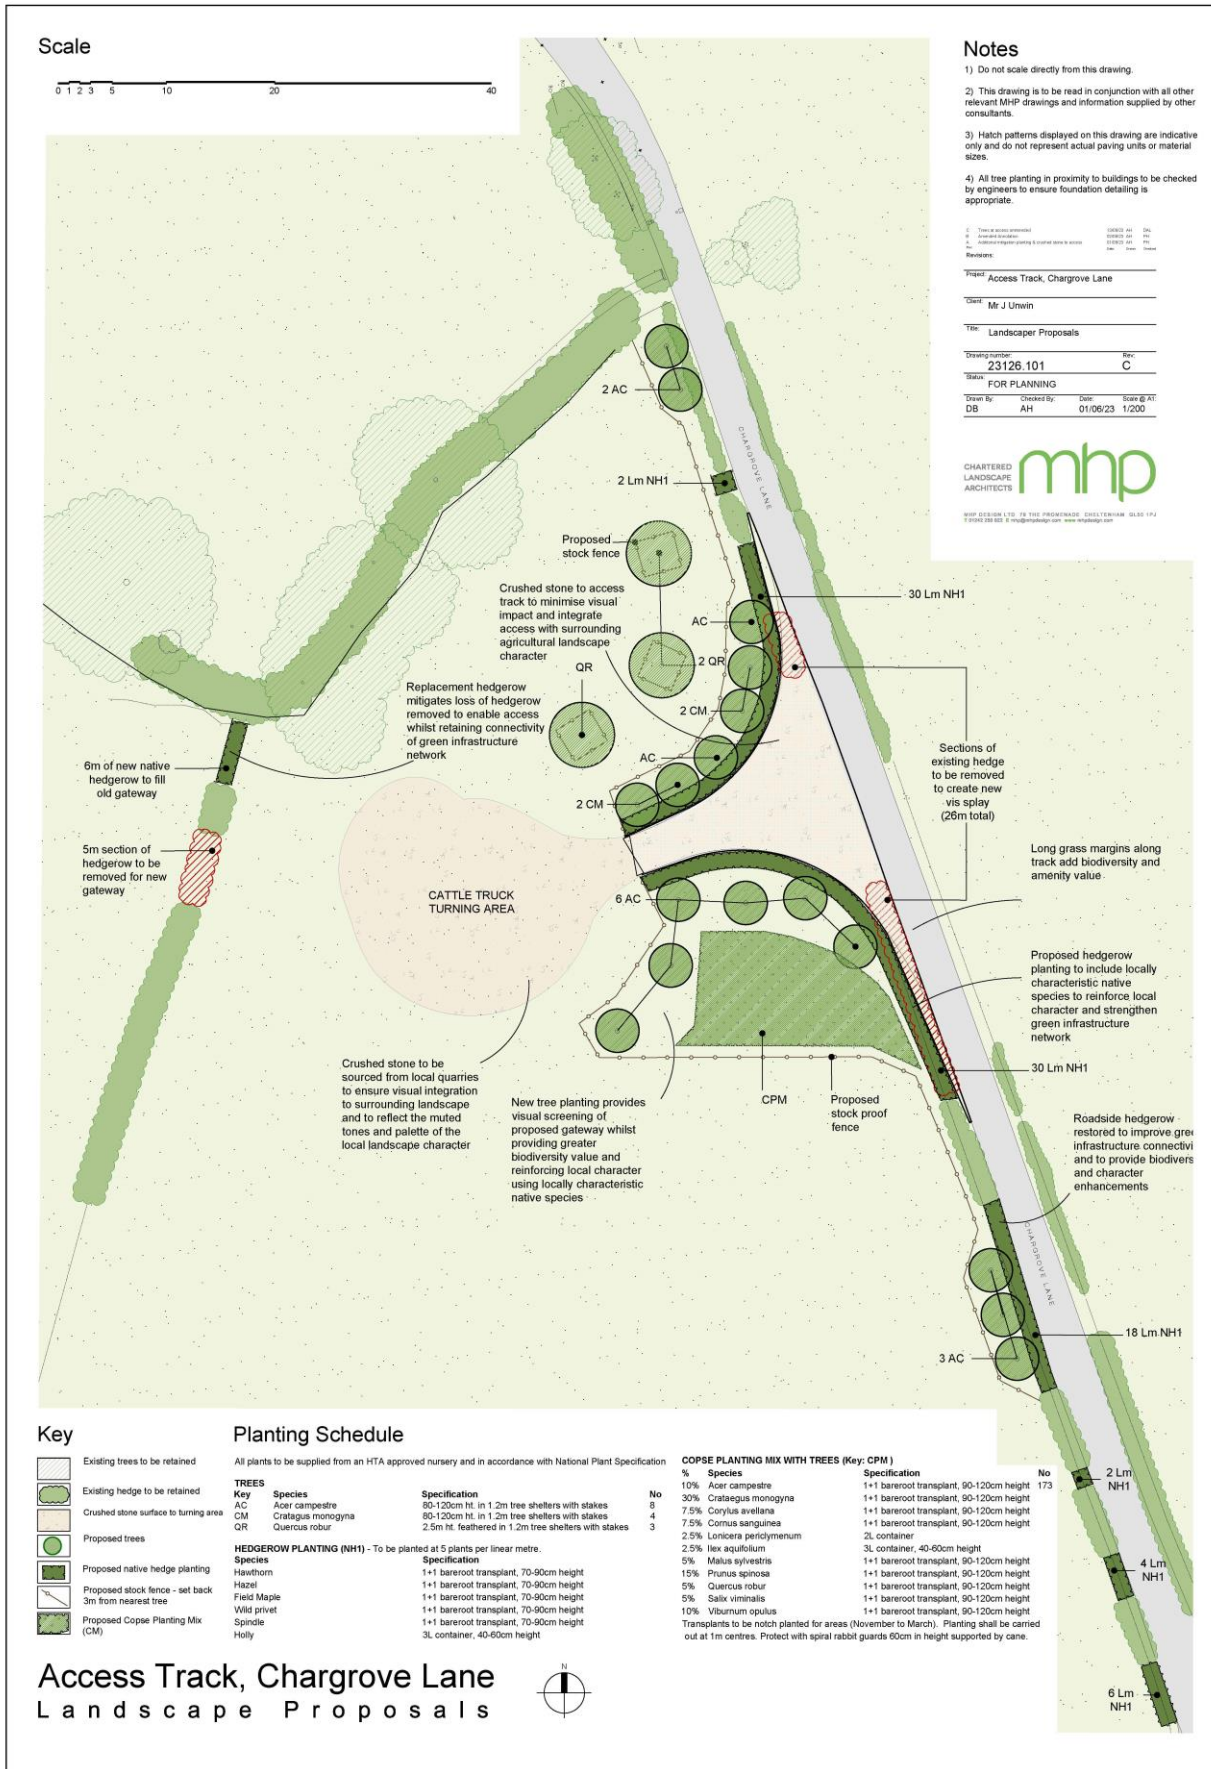 Scale
0 1 2 3 5 10 20 40
Notes
1) Do not scale directly from this drawing.
2) This drawing is to be read in conjunction with all other
relevant MHP drawings and information supplied by other
consultants.
3) Hatch patterns displayed on this drawing are indicative
only and do not represent actual paving units or material
sizes.
4) All tree planting in proximity to buildings to be checked
by engineers to ensure foundation detailing is
appropriate.
Revisions:
Project: Access Track, Chargrove Lane
Client: Mr J Unwin
Title: Landscaper Proposals
Drawing number: Rev:
23126.101 C
Status: FOR PLANNING
Drawn By: Checked By: Date: Scale @ A1:
DB AH 01/06/23 1/200
CHARTERED
LANDSCAPE
ARCHITECTS
mhp
MHP DESIGN LTD
2 AC
CHARGROVE LANE
2 Lm NH1
Proposed
stock fence
30 Lm NH1
Crushed stone to access
track to minimise visual
impact and integrate
access with surrounding
agricultural landscape
character
AC
2 QR
QR
2 CM
Replacement hedgerow
mitigates loss of hedgerow
removed to enable access
whilst retaining connectivity
of green infrastructure
network
AC
2 CM
Sections of
existing hedge
to be removed
to create new
vis splay
(26m total)
6m of new native
hedgerow to fill
old gateway
5m section of
hedgerow to be
removed for new
gateway
Long grass margins along
track add biodiversity and
amenity value
CATTLE TRUCK
TURNING AREA
6 AC
Proposed hedgerow
planting to include locally
characteristic native
species to reinforce local
character and strengthen
green infrastructure
network
30 Lm NH1
Crushed stone to be
sourced from local quarries
to ensure visual integration
to surrounding landscape
and to reflect the muted
tones and palette of the
local landscape character
New tree planting provides
visual screening of
proposed gateway whilst
providing greater
biodiversity value and
reinforcing local character
using locally characteristic
native species
CPM
Proposed
stock proof
fence
Roadside hedgerow
restored to improve gree
infrastructure connectivi
and to provide biodivers
and character
enhancements
CHARGROVE LANE
18 Lm NH1
3 AC
2 Lm
NH1
4 Lm
NH1
6 Lm
NH1
Key
Existing trees to be retained
Existing hedge to be retained
Crushed stone surface to turning area
Proposed trees
Proposed native hedge planting
Proposed stock fence - set back
3m from nearest tree
Proposed Copse Planting Mix
(CM)
Planting Schedule
All plants to be supplied from an HTA approved nursery and in accordance with National Plant Specification
TREES
Key Species Specification No
AC Acer campestre 80-120cm ht. in 1.2m tree shelters with stakes 8
CM Cratagus monogyna 80-120cm ht. in 1.2m tree shelters with stakes 4
QR Quercus robur 2.5m ht. feathered in 1.2m tree shelters with stakes 3
HEDGEROW PLANTING (NH1) - To be planted at 5 plants per linear metre.
Species Specification
Hawthorn 1+1 bareroot transplant, 70-90cm height
Hazel 1+1 bareroot transplant, 70-90cm height
Field Maple 1+1 bareroot transplant, 70-90cm height
Wild privet 1+1 bareroot transplant, 70-90cm height
Spindle 1+1 bareroot transplant, 70-90cm height
Holly 3L container, 40-60cm height
COPSE PLANTING MIX WITH TREES (Key: CPM )
% Species Specification No
10% Acer campestre 1+1 bareroot transplant, 90-120cm height 173
30% Crataegus monogyna 1+1 bareroot transplant, 90-120cm height
7.5% Corylus avellana 1+1 bareroot transplant, 90-120cm height
7.5% Cornus sanguinea 1+1 bareroot transplant, 90-120cm height
2.5% Lonicera periclymenum 2L container
2.5% Ilex aquifolium 3L container, 40-60cm height
5% Malus sylvestris 1+1 bareroot transplant, 90-120cm height
15% Prunus spinosa 1+1 bareroot transplant, 90-120cm height
5% Quercus robur 1+1 bareroot transplant, 90-120cm height
5% Salix viminalis 1+1 bareroot transplant, 90-120cm height
10% Viburnum opulus 1+1 bareroot transplant, 90-120cm height
Transplants to be notch planted for areas (November to March). Planting shall be carried
out at 1m centres. Protect with spiral rabbit guards 60cm in height supported by cane.
Access Track, Chargrove Lane
Landscape Proposals
N